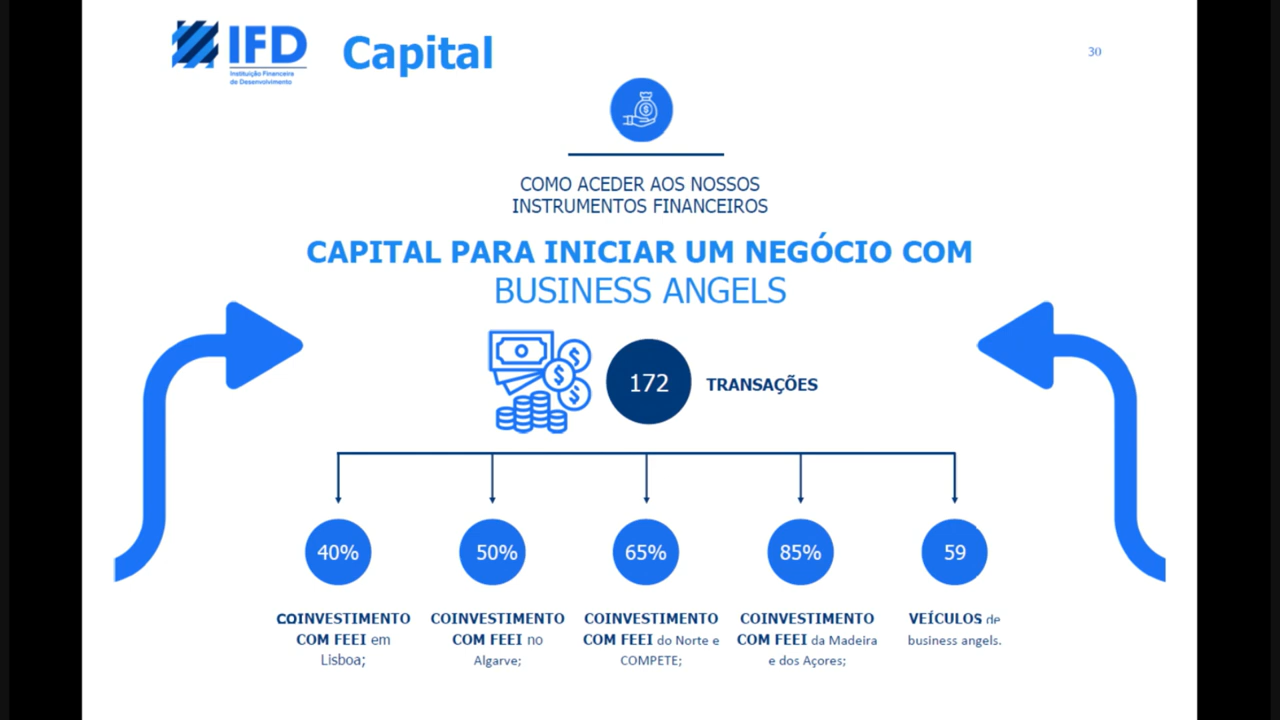 IFD
Instituição Financeira
de Desenvolvimento
Capital
30
COMO ACEDER AOS NOSSOS
INSTRUMENTOS FINANCEIROS
CAPITAL PARA INICIAR UM NEGÓCIO COM
BUSINESS ANGELS
172
TRANSAÇÕES
40%
50%
65%
85%
59
COINVESTIMENTO
COM FEEI em
Lisboa;
COINVESTIMENTO
COM FEEI no
Algarve;
COINVESTIMENTO
COM FEEI do Norte e
COMPETE;
COINVESTIMENTO
COM FEEI da Madeira
e dos Açores;
VEÍCULOS de
business angels.